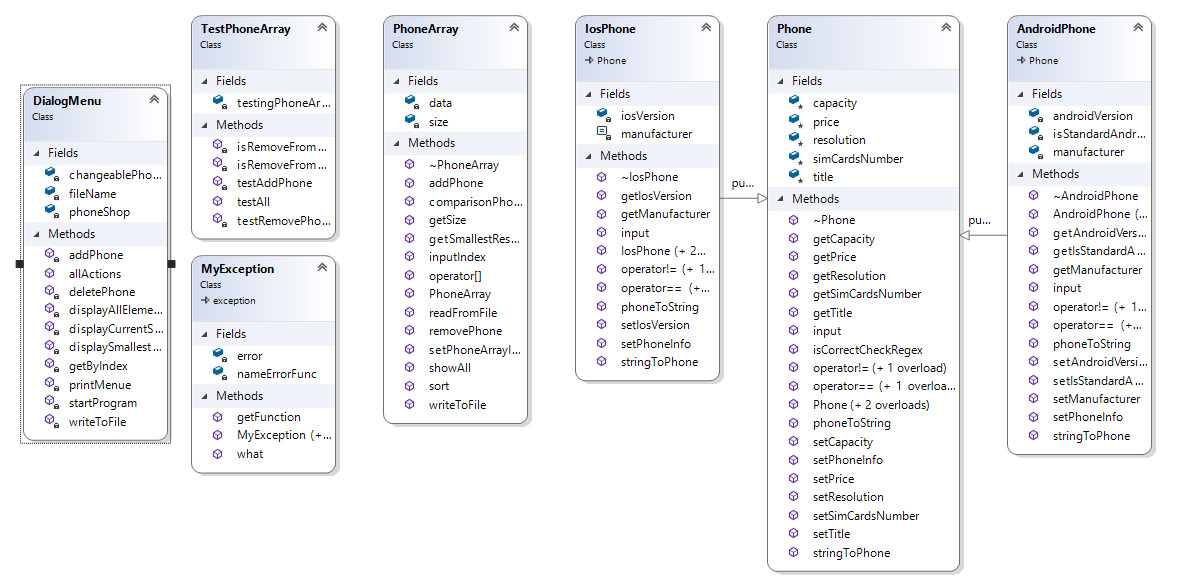 DialogMenu
Class
Fields
changeablePho...
fileName
phoneShop
Methods
addPhone
allActions
deletePhone
displayAllEleme...
displayCurrentS...
displaySmallest...
getByIndex
printMenue
startProgram
writeToFile
TestPhoneArray
Class
Fields
testingPhoneAr...
Methods
isRemoveFrom...
isRemoveFrom...
testAddPhone
testAll
testRemovePho...
MyException
Class
exception
Fields
error
nameErrorFunc
Methods
getFunction
MyException (+...
what
PhoneArray
Class
Fields
data
size
Methods
~PhoneArray
addPhone
comparisonPho...
getSize
getSmallestRes...
inputIndex
operator[]
PhoneArray
readFromFile
removePhone
setPhoneArrayI...
showAll
sort
writeToFile
IosPhone
Class
Phone
Fields
iosVersion
manufacturer
Methods
~IosPhone
getIosVersion
getManufacturer
input
IosPhone (+ 2...
operator!= (+ 1...
operator== (+...
phoneToString
setIosVersion
setPhoneInfo
stringToPhone
pu...
Phone
Class
Fields
capacity
price
resolution
simCardsNumber
title
Methods
~Phone
getCapacity
getPrice
getResolution
getSimCardsNumber
getTitle
input
isCorrectCheckRegex
operator!= (+ 1 overload)
operator== (+ 1 overloa...
Phone (+ 2 overloads)
phoneToString
setCapacity
setPhoneInfo
setPrice
setResolution
setSimCardsNumber
setTitle
stringToPhone
pu...
AndroidPhone
Class
Phone
Fields
androidVersion
isStandardAndr...
manufacturer
Methods
~AndroidPhone
AndroidPhone (...
getAndroidVers...
getIsStandardA...
getManufacturer
input
operator!= (+ 1...
operator== (+...
phoneToString
setAndroidVersi...
setIsStandardA...
setManufacturer
setPhoneInfo
stringToPhone